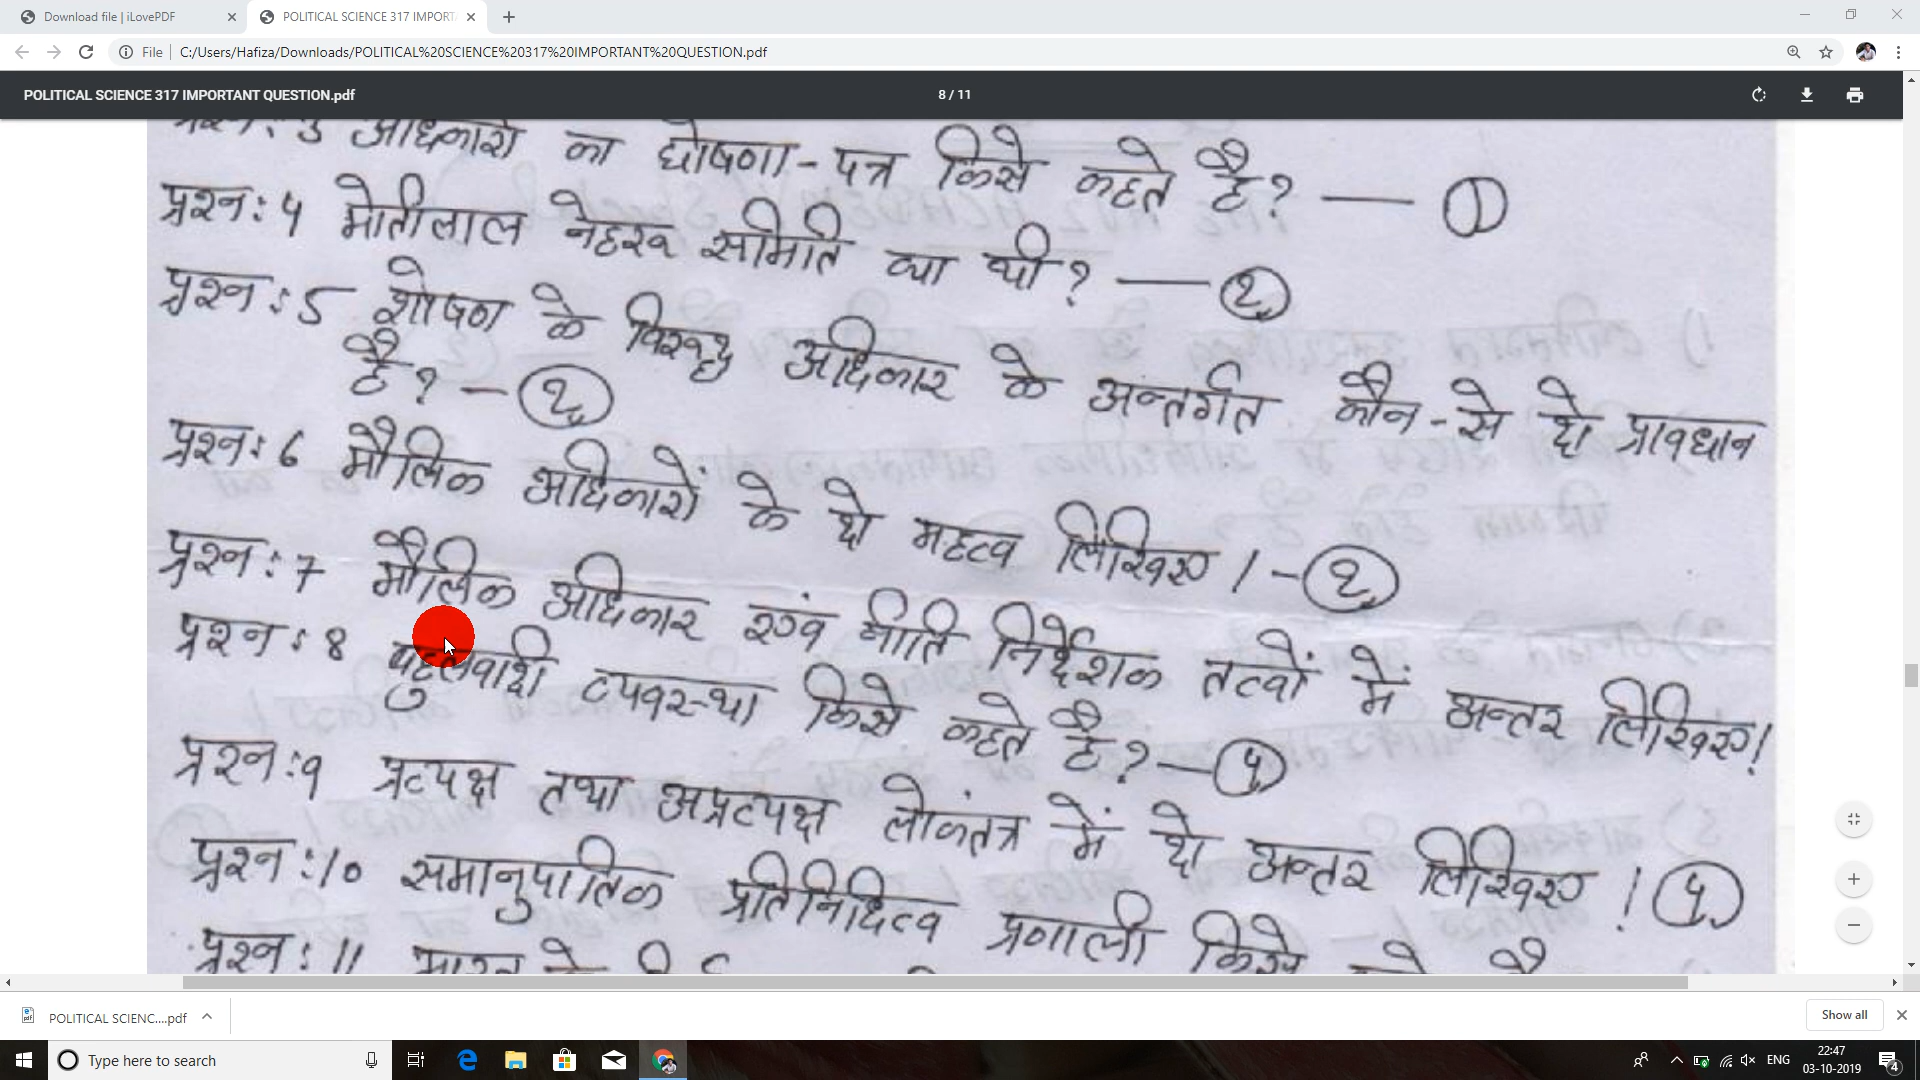 Download file | iLovePDF
POLITICAL SCIENCE 317 IMPORT
File
C:/Users/Hafiza/Downloads/POLITICAL%20SCIENCE%20317%20IMPORTANT%20QUESTION.pdf
POLITICAL SCIENCE 317 IMPORTANT QUESTION.pdf
8 / 11
अधिकारों का घोषणा-पत्र किसे कहते है? — 1
प्रश्न: 4 मोतीलाल नेहरू समिति क्या थी? — 2
प्रश्न: 5 शोषण के विरूद्ध अधिकार के अन्तर्गत कौन-से दो प्रावधान
है? — 2
प्रश्न: 6 मौलिक अधिकारों के दो महत्व लिखिए। - 2
प्रश्न: 7 मौलिक अधिकार एवं नीति निर्देशक तत्वों में अन्तर लिखिए!
प्रश्न: 8 बहुलवादी व्यवस्था किसे कहते है? — 4
प्रश्न: 9 प्रत्यक्ष तथा अप्रत्यक्ष लोकतंत्र में दो अन्तर लिखिए! 4
प्रश्न: 10 समानुपातिक प्रतिनिधित्व प्रणाली किसे
प्रश्न: 11
POLITICAL SCIENC....pdf
Show all
Type here to search
ENG
22:47
03-10-2019
4